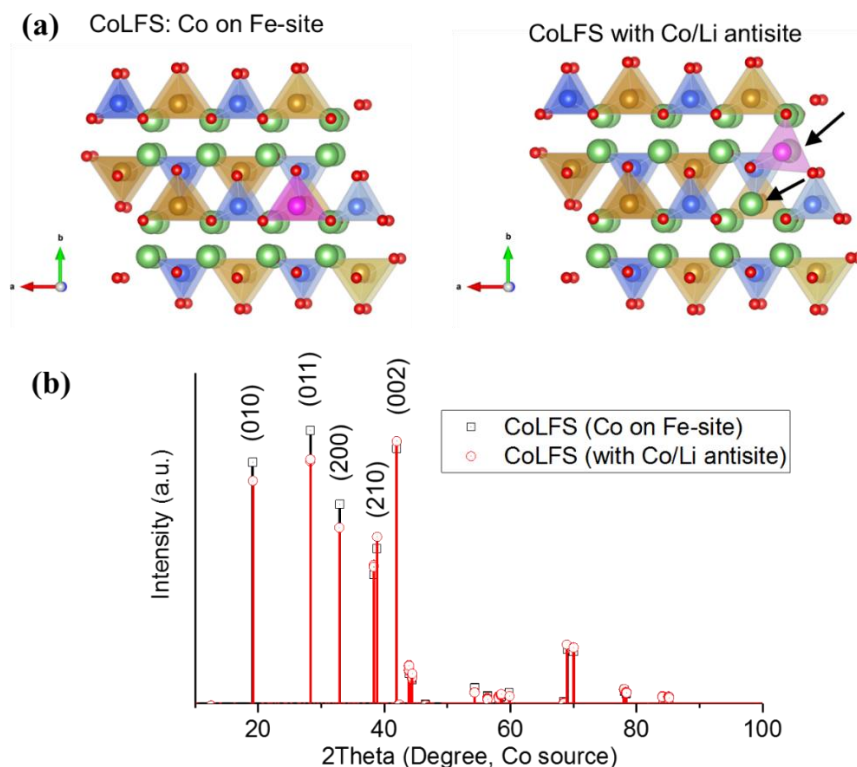 (a)
CoLFS: Co on Fe-site
CoLFS with Co/Li antisite
b
a
b
a
(b)
(010)
(011)
(200)
(210)
(002)
CoLFS (Co on Fe-site)
CoLFS (with Co/Li antisite)
Intensity (a.u.)
20
40
60
80
100
2Theta (Degree, Co source)